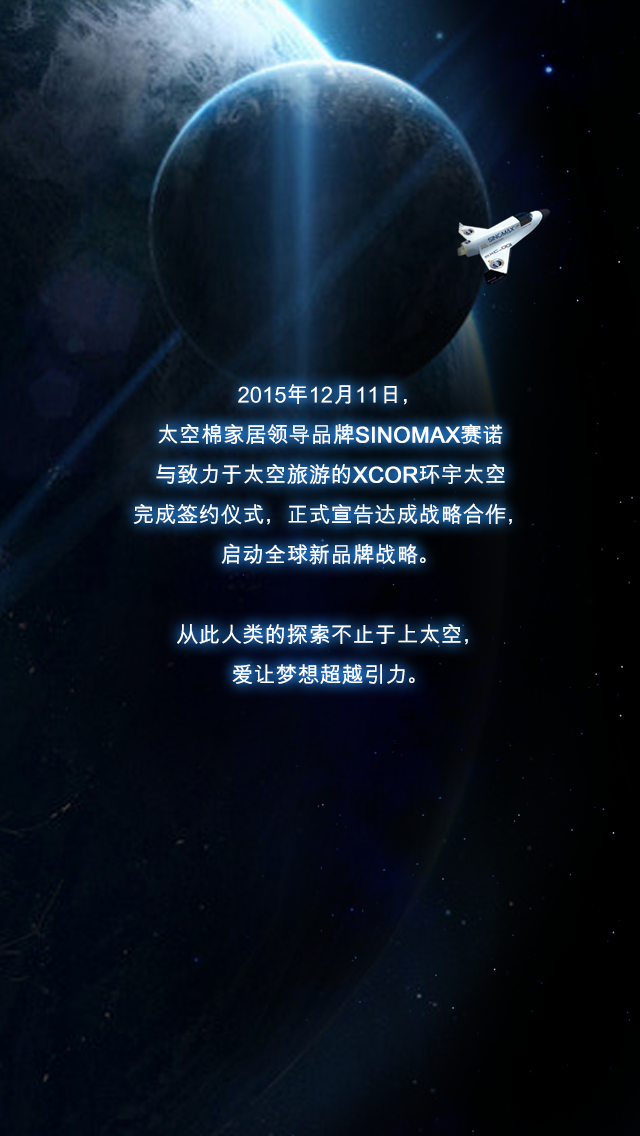 SINOMAX
2015年12月11日，
太空棉家居领导品牌SINOMAX赛诺
与致力于太空旅游的XCOR环宇太空
完成签约仪式，正式宣告达成战略合作，
启动全球新品牌战略。
从此人类的探索不止于上太空，
爱让梦想超越引力。